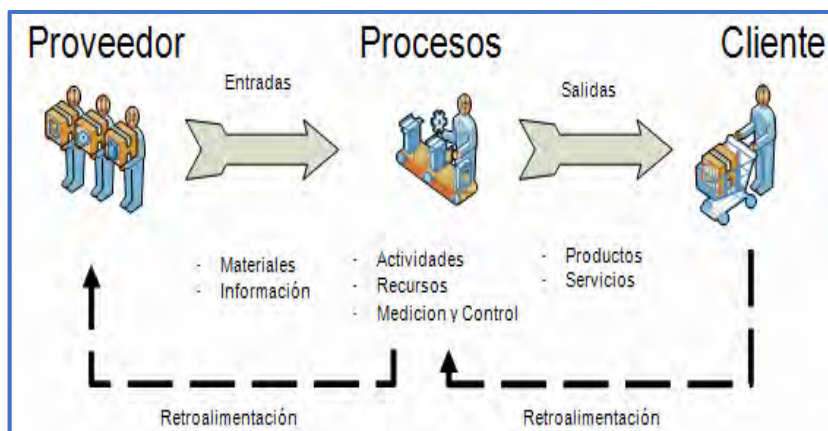 Proveedor
Procesos
Cliente
Entradas
Salidas
- Materiales
- Información
- Actividades
- Recursos
- Medicion y Control
- Productos
- Servicios
Retroalimentación
Retroalimentación